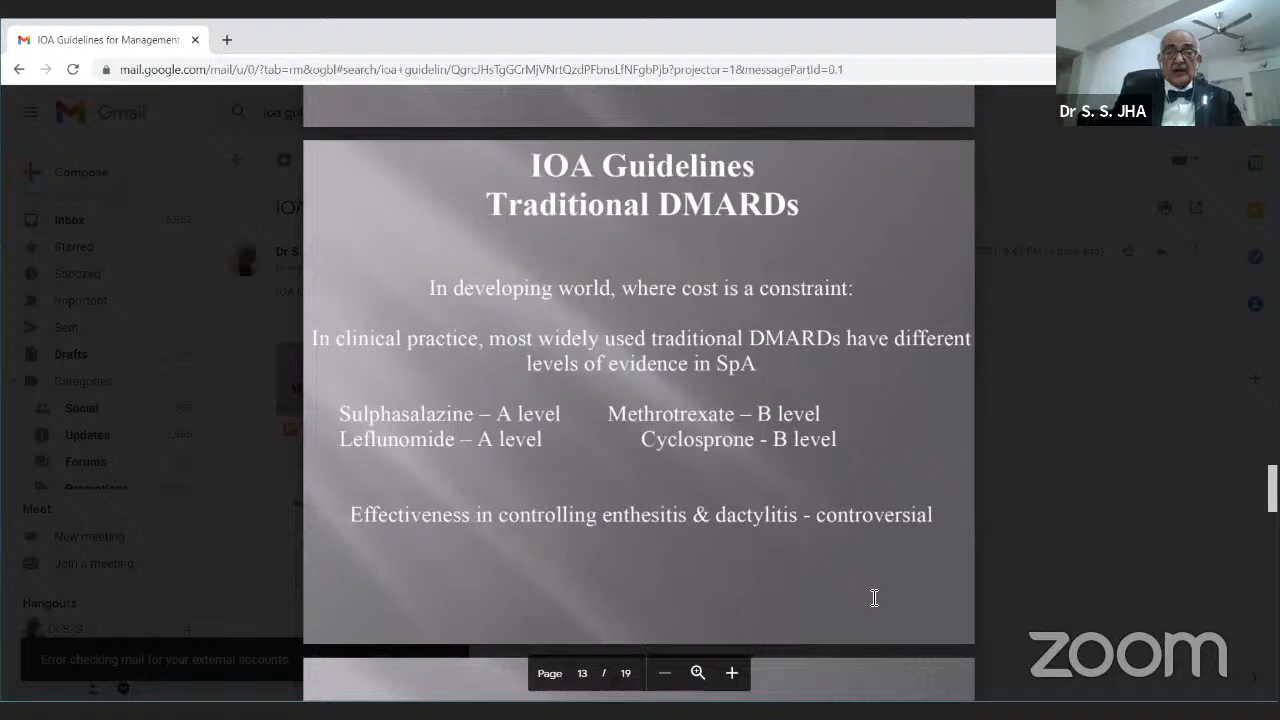 IOA Guidelines for Management
mail.google.com/mail/u/0/?tab=rm&ogbl#search/ioa+guidelin/QgrcJHsTgGCrMjVNrtQzdPFbnsLfNFgbPjb?projector=1&messagePartId=0.1
Dr S. S. JHA
Gmail
Compose
Inbox
Starred
Snoozed
Important
Sent
Drafts
Categories
Social
Updates
Forums
Promotions
Meet
New meeting
Join a meeting
Hangouts
Dr S. S.
Error checking mail for your external accounts.
IOA Guidelines
Traditional DMARDs
In developing world, where cost is a constraint:
In clinical practice, most widely used traditional DMARDs have different
levels of evidence in SpA
Sulphasalazine – A level Methrotrexate – B level
Leflunomide – A level Cyclosprone - B level
Effectiveness in controlling enthesitis & dactylitis - controversial
Page 13 / 19
zoom